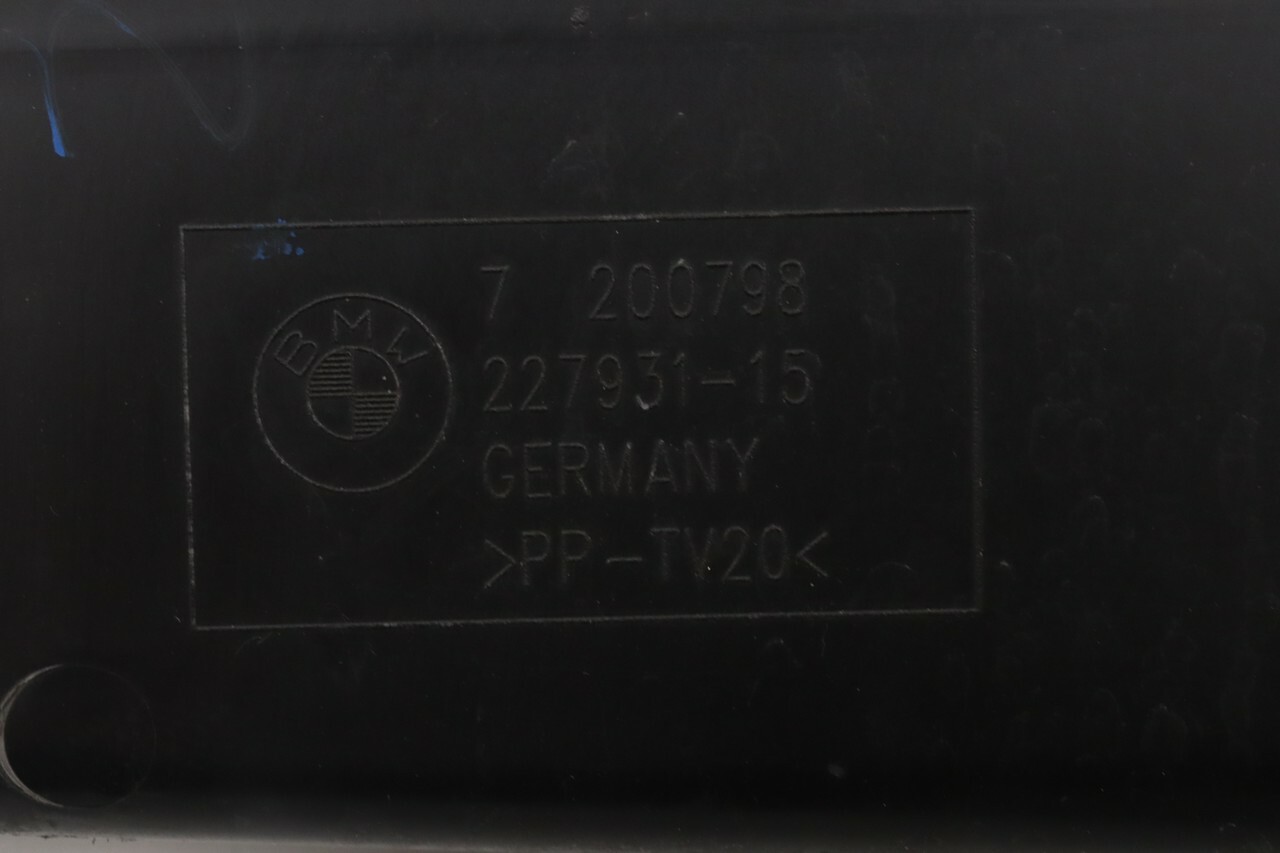 BMW
7 200798
227931-15
GERMANY
>PP-TV20<